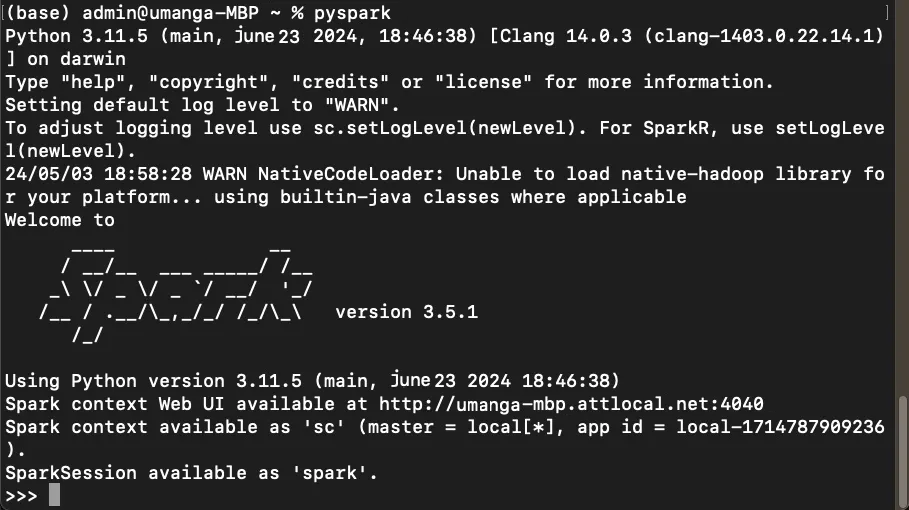 (base) admin@umanga-MBP ~ % pyspark
Python 3.11.5 (main, june 23 2024, 18:46:38) [Clang 14.0.3 (clang-1403.0.22.14.1)
] on darwin
Type "help", "copyright", "credits" or "license" for more information.
Setting default log level to "WARN".
To adjust logging level use sc.setLogLevel(newLevel). For SparkR, use setLogLeve
l(newLevel).
24/05/03 18:58:28 WARN NativeCodeLoader: Unable to load native-hadoop library fo
r your platform... using builtin-java classes where applicable
Welcome to
      ____              __
     / __/__  ___ _____/ /__
    _\ \/ _ \/ _ `/ __/  '_/
   /__ / .__/\_,_/_/ /_/\_\   version 3.5.1
      /_/
Using Python version 3.11.5 (main, june 23 2024 18:46:38)
Spark context Web UI available at http://umanga-mbp.attlocal.net:4040
Spark context available as 'sc' (master = local[*], app id = local-1714787909236
).
SparkSession available as 'spark'.
>>>